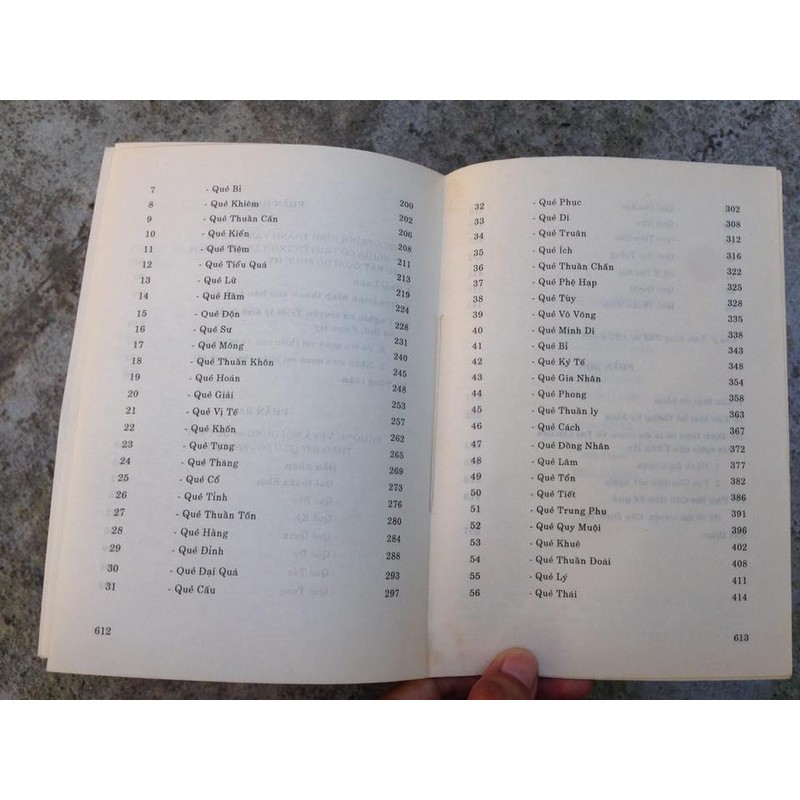 7 - Quẻ Bỉ 200
8 - Quẻ Khiêm 202
9 - Quẻ Thuần Cấn 206
10 - Quẻ Kiển 208
11 - Quẻ Tiệm 211
12 - Quẻ Tiểu Quá 213
13 - Quẻ Lữ 219
14 - Quẻ Hàm 224
15 - Quẻ Độn 228
16 - Quẻ Sư 231
17 - Quẻ Mông 240
18 - Quẻ Thuần Khôn 245
19 - Quẻ Hoán 248
20 - Quẻ Giải 253
21 - Quẻ Vị Tế 257
22 - Quẻ Khốn 262
23 - Quẻ Tụng 265
24 - Quẻ Thăng 269
25 - Quẻ Cổ 273
26 - Quẻ Tỉnh 276
27 - Quẻ Thuần Tốn 280
28 - Quẻ Hằng 284
29 - Quẻ Đỉnh 288
30 - Quẻ Đại Quá 293
31 - Quẻ Cấu 297
612
32 - Quẻ Phục 302
33 - Quẻ Di 308
34 - Quẻ Truân 312
35 - Quẻ Ích 316
36 - Quẻ Thuần Chấn 322
37 - Quẻ Phệ Hạp 325
38 - Quẻ Tùy 328
39 - Quẻ Vô Võng 335
40 - Quẻ Minh Di 338
41 - Quẻ Bỉ 343
42 - Quẻ Ký Tế 348
43 - Quẻ Gia Nhân 354
44 - Quẻ Phong 358
45 - Quẻ Thuần ly 363
46 - Quẻ Cách 367
47 - Quẻ Dồng Nhân 372
48 - Quẻ Lâm 377
49 - Quẻ Tổn 382
50 - Quẻ Tiết 386
51 - Quẻ Trung Phu 391
52 - Quẻ Quy Muội 396
53 - Quẻ Khuê 402
54 - Quẻ Thuần Đoái 408
55 - Quẻ Lý 411
56 - Quẻ Thái 414
613